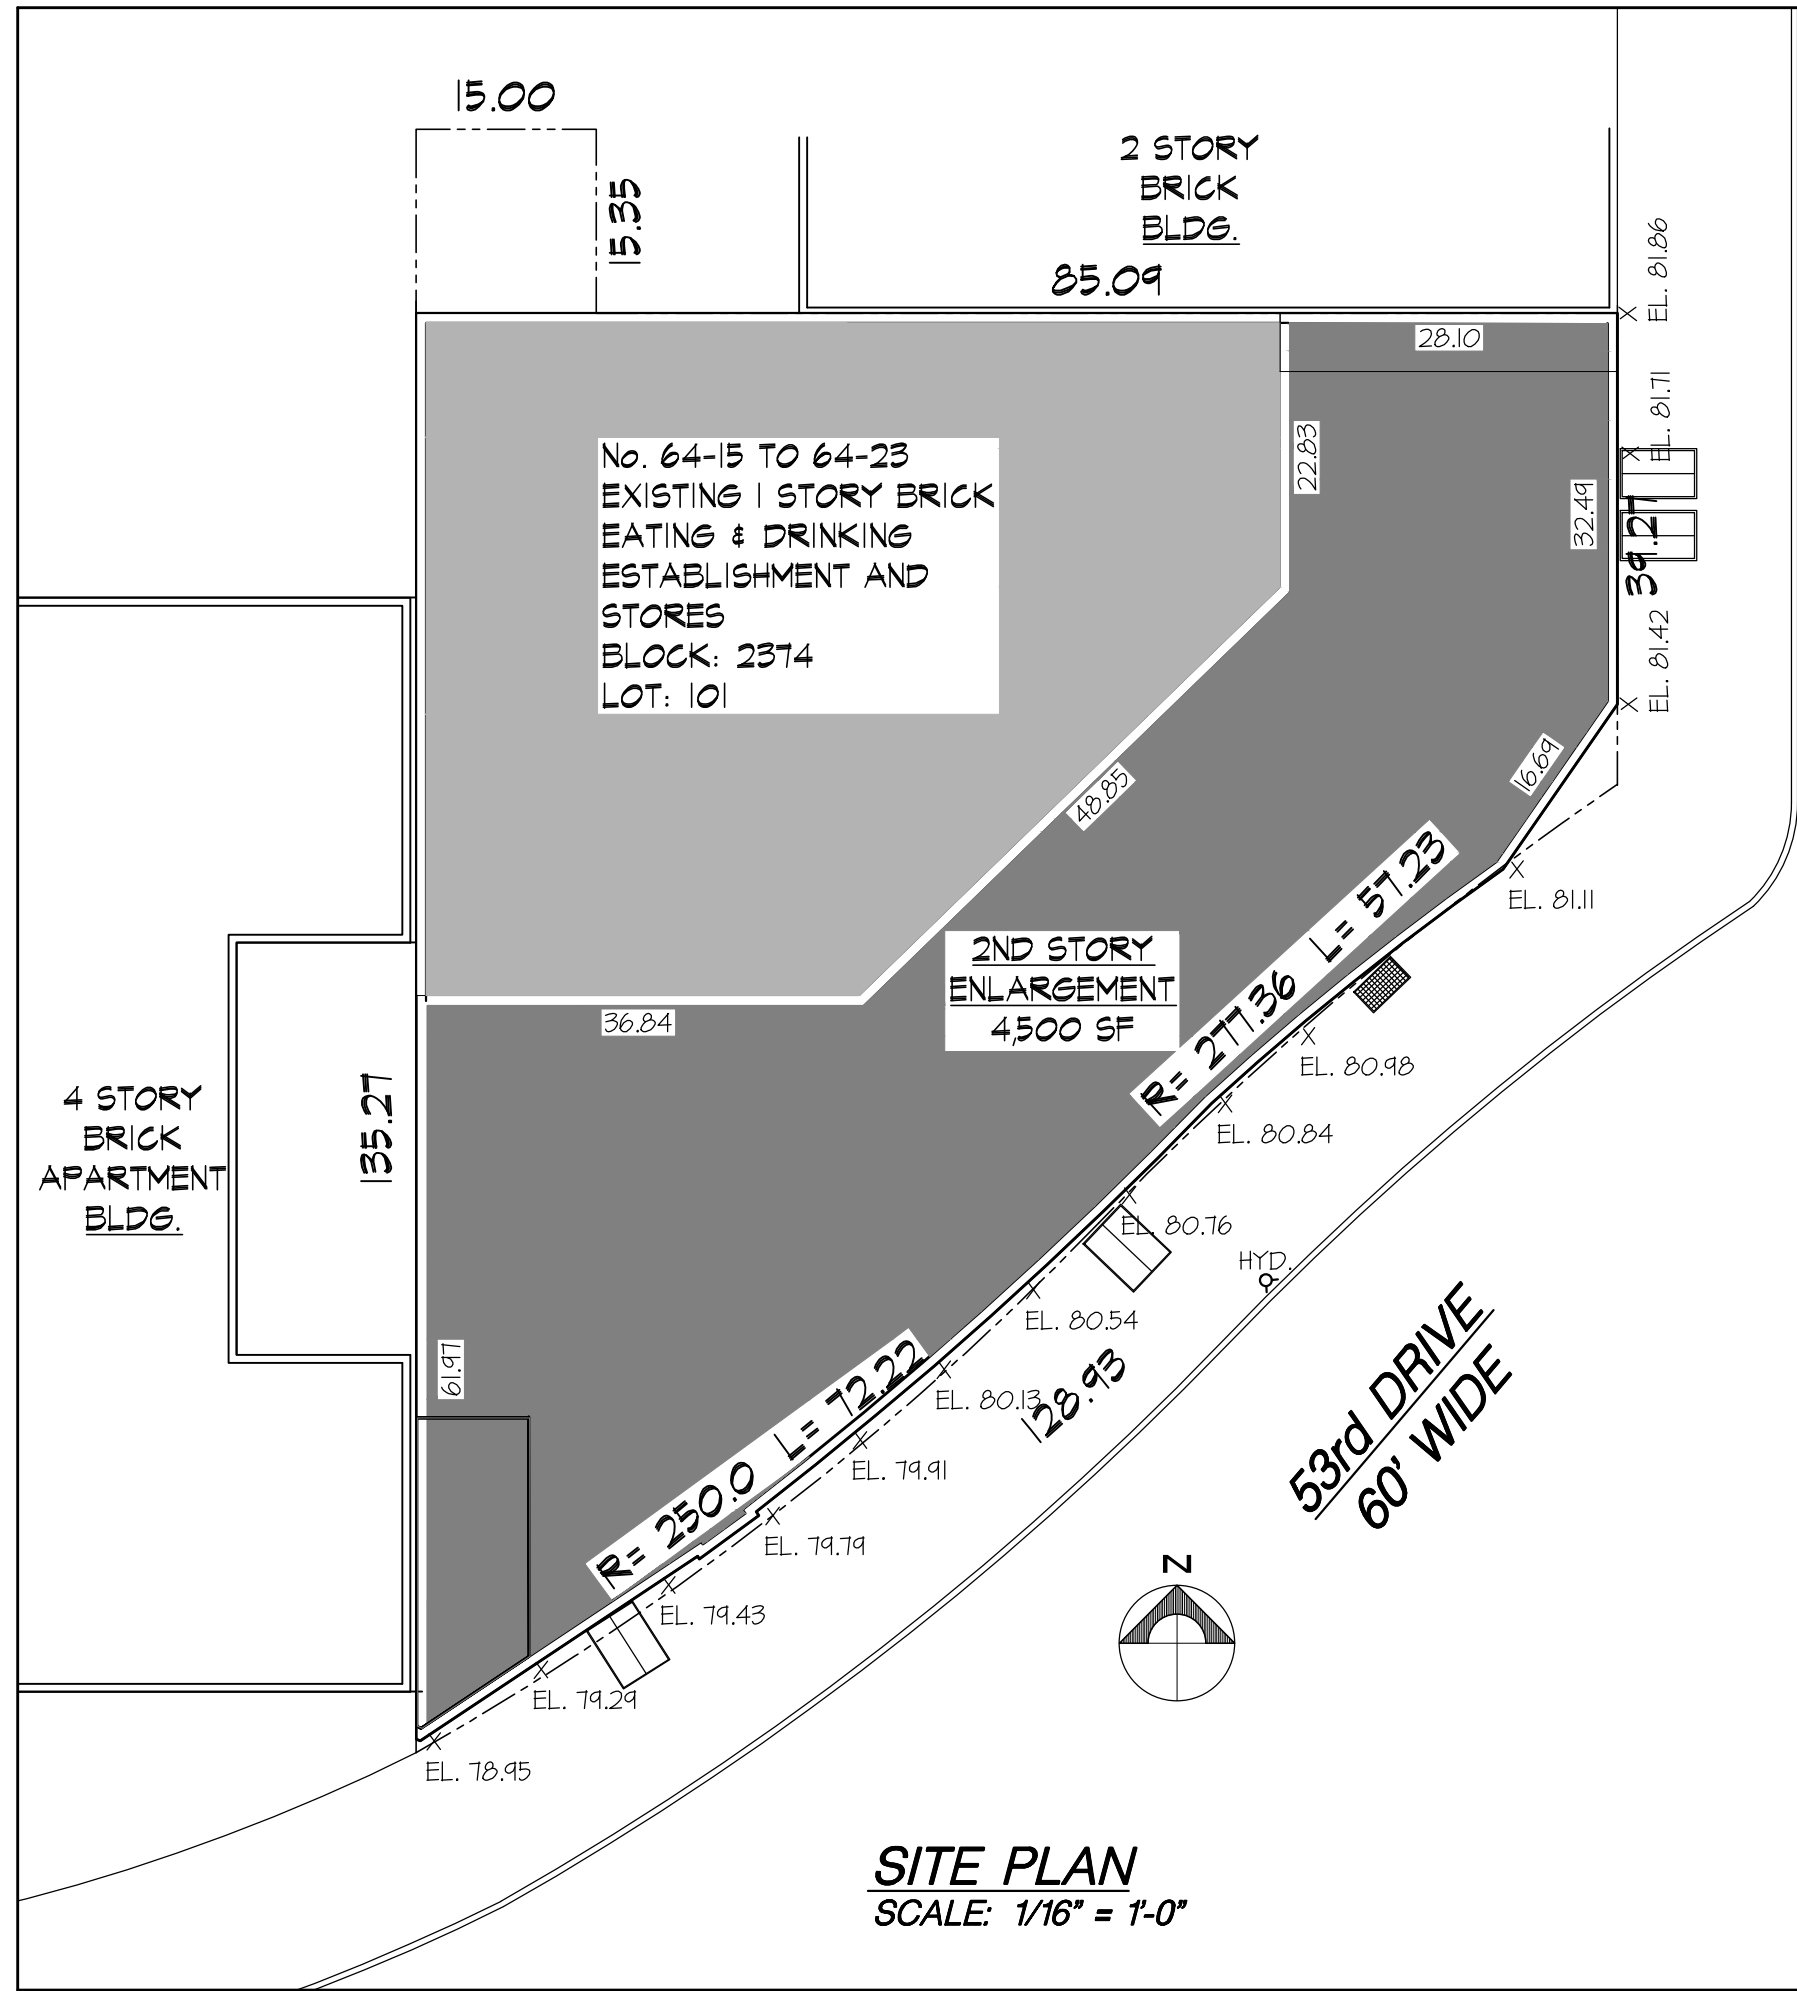 15.00
15.35
2 STORY
BRICK
BLDG.
85.09
EL. 81.86
28.10
EL. 81.71
No. 64-15 TO 64-23
EXISTING 1 STORY BRICK
EATING & DRINKING
ESTABLISHMENT AND
STORES
BLOCK: 2374
LOT: 101
22.83
32.49
39.27
EL. 81.42
16.69
48.85
EL. 81.11
R= 277.36 L= 57.23
2ND STORY
ENLARGEMENT
4,500 SF
36.84
EL. 80.98
4 STORY
BRICK
APARTMENT
BLDG.
135.27
EL. 80.84
EL. 80.76
HYD.
EL. 80.54
61.97
R= 250.0 L= 72.22
EL. 80.13
128.93
53rd DRIVE
60' WIDE
EL. 79.91
EL. 79.79
N
EL. 79.43
EL. 79.29
EL. 78.95
SITE PLAN
SCALE: 1/16" = 1'-0"